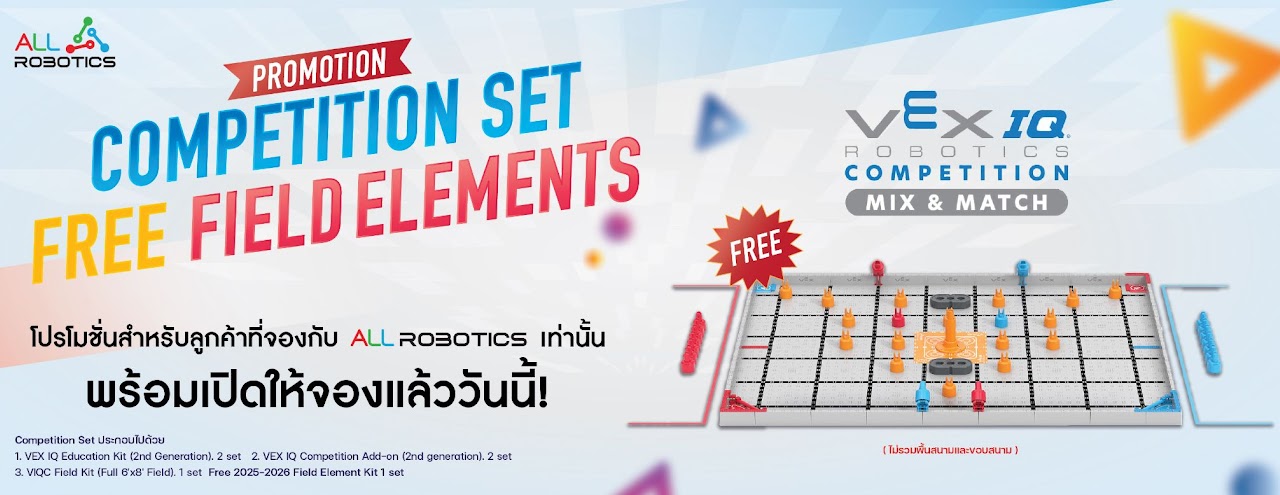 ALL
ROBOTICS
PROMOTION
COMPETITION SET
FREE FIELD ELEMENTS
โปรโมชั่นสำหรับลูกค้าที่จองกับ ALL ROBOTICS เท่านั้น
พร้อมเปิดให้จองแล้ววันนี้!
Competition Set ประกอบไปด้วย
1. VEX IQ Education Kit (2nd Generation). 2 set 2. VEX IQ Competition Add-on (2nd generation). 2 set
3. VIQC Field Kit (Full 6'x8' Field). 1 set Free 2025-2026 Field Element Kit 1 set
VEX IQ
ROBOTICS
COMPETITION
MIX & MATCH
FREE
( ไม่รวมพื้นสนามและขอบสนาม )